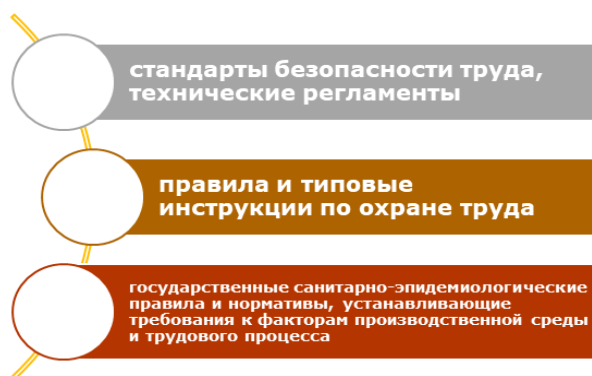 стандарты безопасности труда,
технические регламенты
правила и типовые
инструкции по охране труда
государственные санитарно-эпидемиологические
правила и нормативы, устанавливающие
требования к факторам производственной среды
и трудового процесса